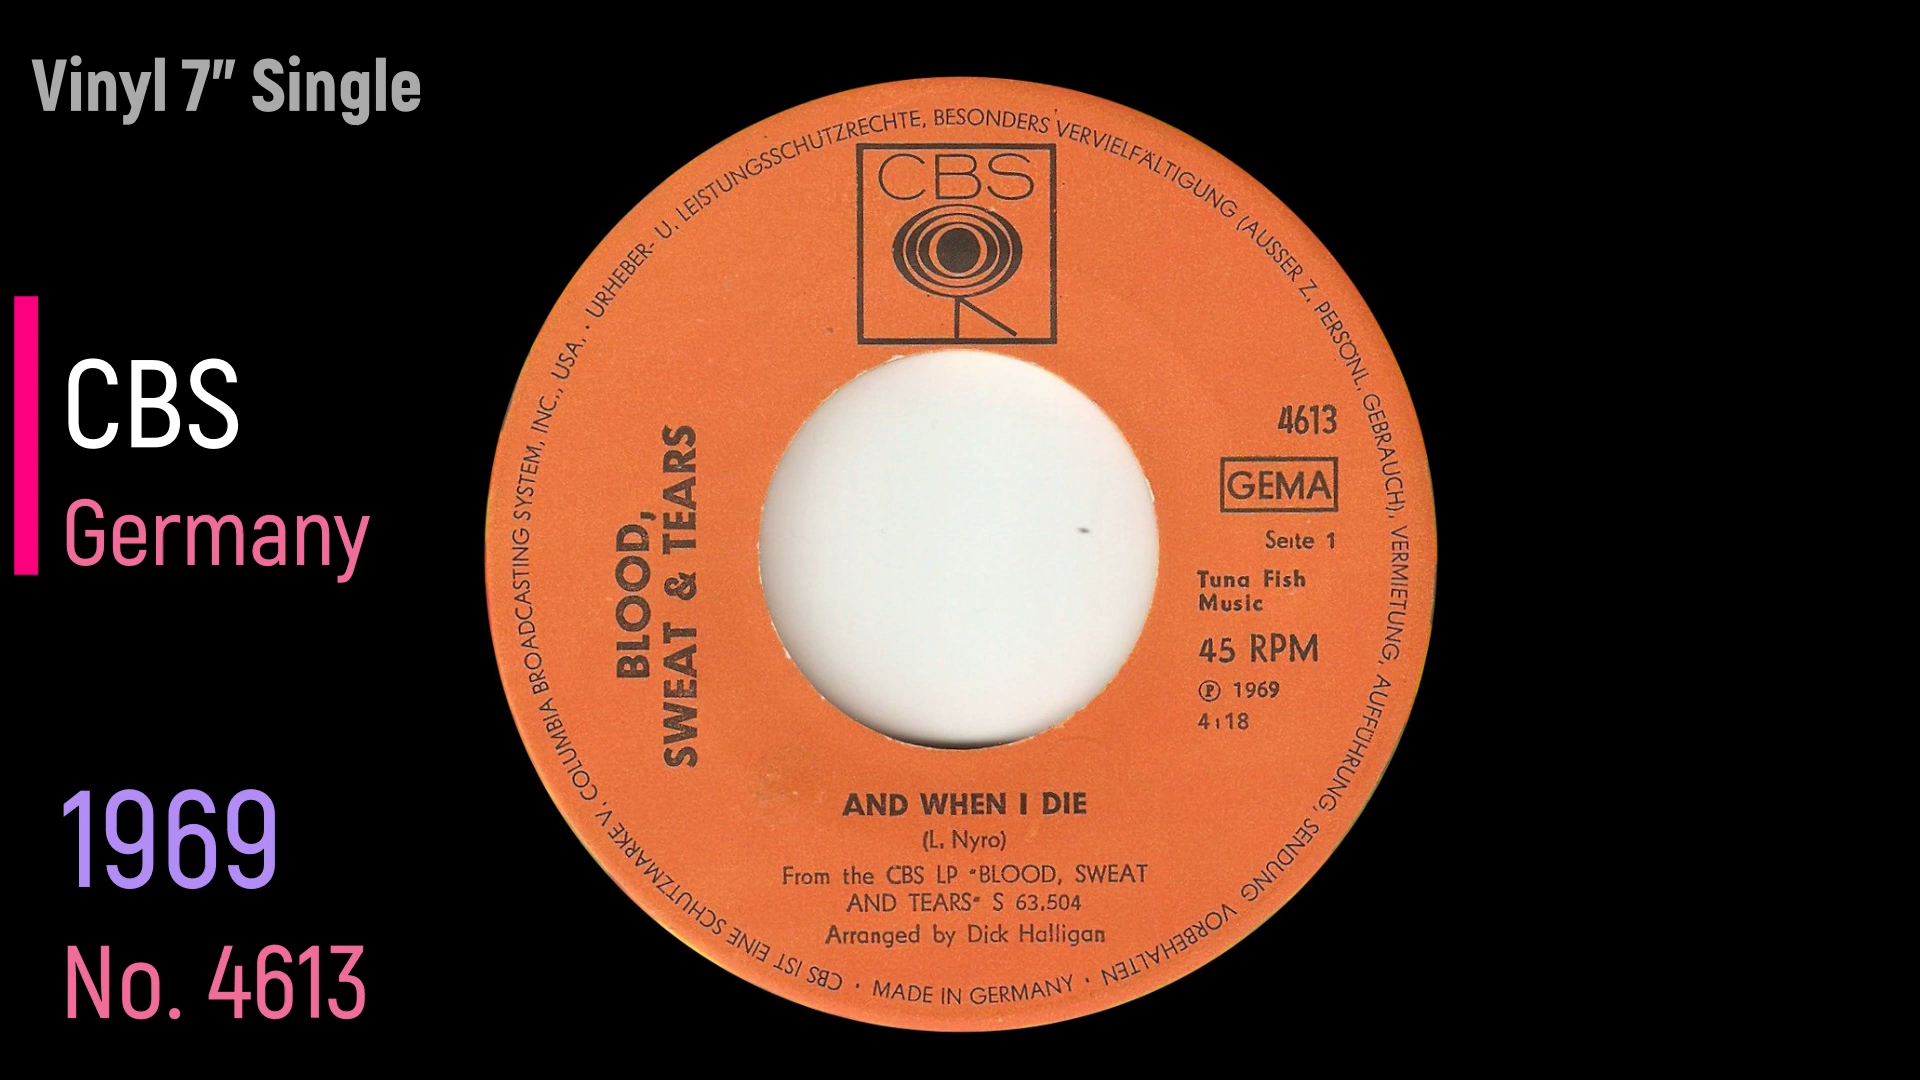 Vinyl 7" Single
CBS
Germany
1969
No. 4613
CBS IST EINE SCHUTZMARKE V. COLUMBIA BROADCASTING SYSTEM, INC., USA. · URHEBER- U. LEISTUNGSSCHUTZRECHTE, BESONDERS VERVIELFÄLTIGUNG (AUSSER Z. PERSÖNL. GEBRAUCH), VERMIETUNG, AUFFÜHRUNG, SENDUNG VORBEHALTEN · MADE IN GERMANY ·
CBS
BLOOD,
SWEAT & TEARS
4613
GEMA
Seite 1
Tuna Fish
Music
45 RPM
℗ 1969
4:18
AND WHEN I DIE
(L. Nyro)
From the CBS LP "BLOOD, SWEAT
AND TEARS" S 63.504
Arranged by Dick Halligan